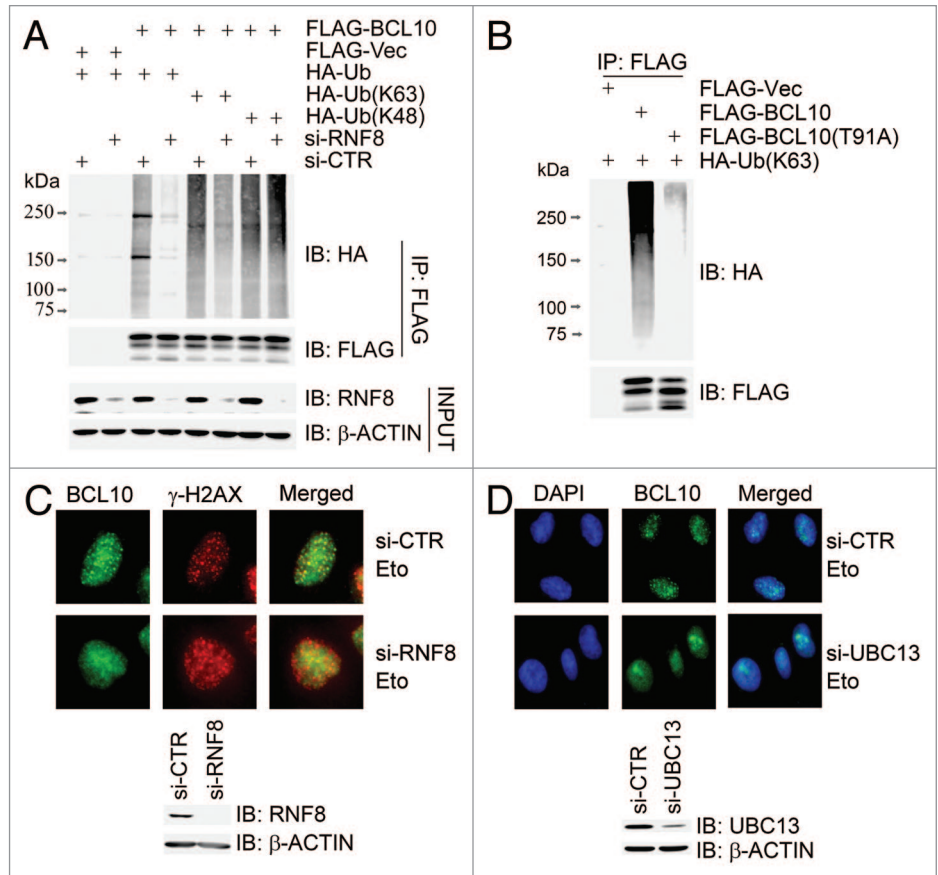 A
+ + + + + + FLAG-BCL10
+ + FLAG-Vec
+ + + + HA-Ub
+ + HA-Ub(K63)
+ + HA-Ub(K48)
+ + + + si-RNF8
+ + + + si-CTR
kDa
250
150
100
75
IB: HA
IB: FLAG
IP: FLAG
IB: RNF8
IB: β-ACTIN
INPUT
B
IP: FLAG
+ FLAG-Vec
+ FLAG-BCL10
+ FLAG-BCL10(T91A)
+ + + HA-Ub(K63)
kDa
250
150
100
75
IB: HA
IB: FLAG
C
BCL10 γ-H2AX Merged
si-CTR
Eto
si-RNF8
Eto
si-CTR
si-RNF8
IB: RNF8
IB: β-ACTIN
D
DAPI BCL10 Merged
si-CTR
Eto
si-UBC13
Eto
si-CTR
si-UBC13
IB: UBC13
IB: β-ACTIN